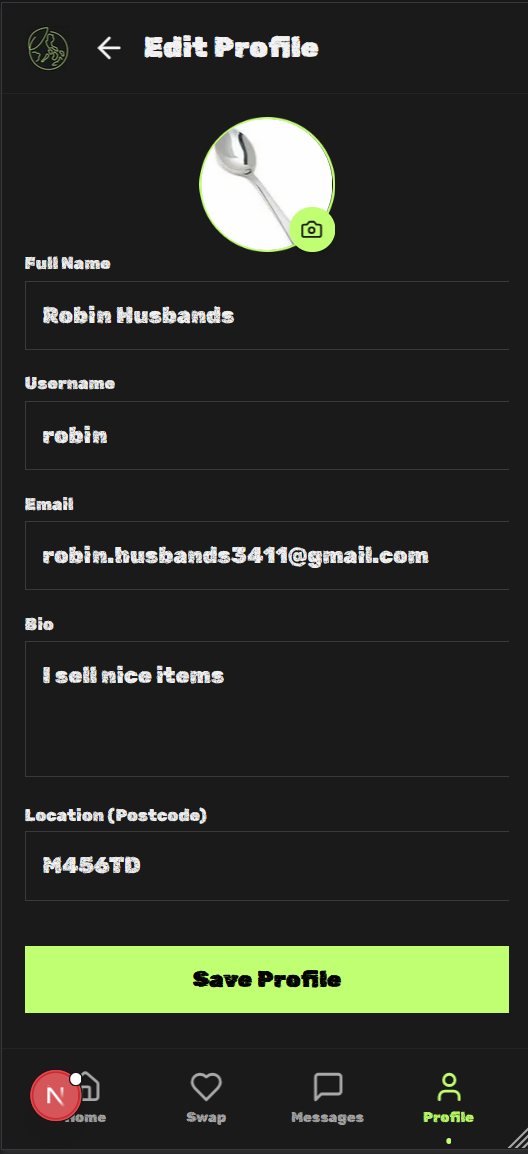 Edit Profile
Full Name
Robin Husbands
Username
robin
Email
robin.husbands3411@gmail.com
Bio
I sell nice items
Location (Postcode)
M456TD
Save Profile
N
Home Swap Messages Profile